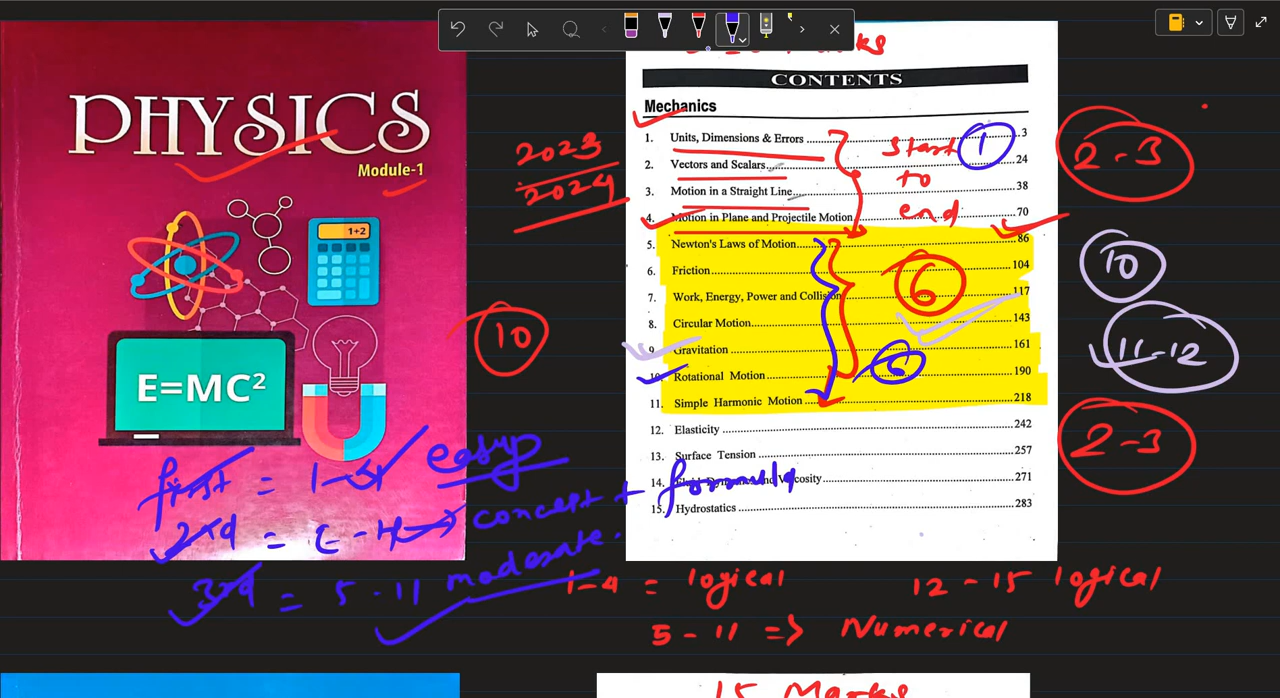 PHYSICS
Module-1
1+2
E=MC²
2023
2024
10
CONTENTS
Mechanics
1. Units, Dimensions & Errors 3
2. Vectors and Scalars 24
3. Motion in a Straight Line 38
4. Motion in Plane and Projectile Motion 70
5. Newton's Laws of Motion 86
6. Friction 104
7. Work, Energy, Power and Collision 117
8. Circular Motion 143
9. Gravitation 161
10. Rotational Motion 190
11. Simple Harmonic Motion 218
12. Elasticity 242
13. Surface Tension 257
14. Fluid Dynamics and Viscosity 271
15. Hydrostatics 283
Start 1
to
end
6
2-3
10
11-12
2-3
first = easy
2nd = concept + formula
3rd = 5-11 moderate.
1-4 = logical
12-15 logical
5-11 => Numerical
15 Marks